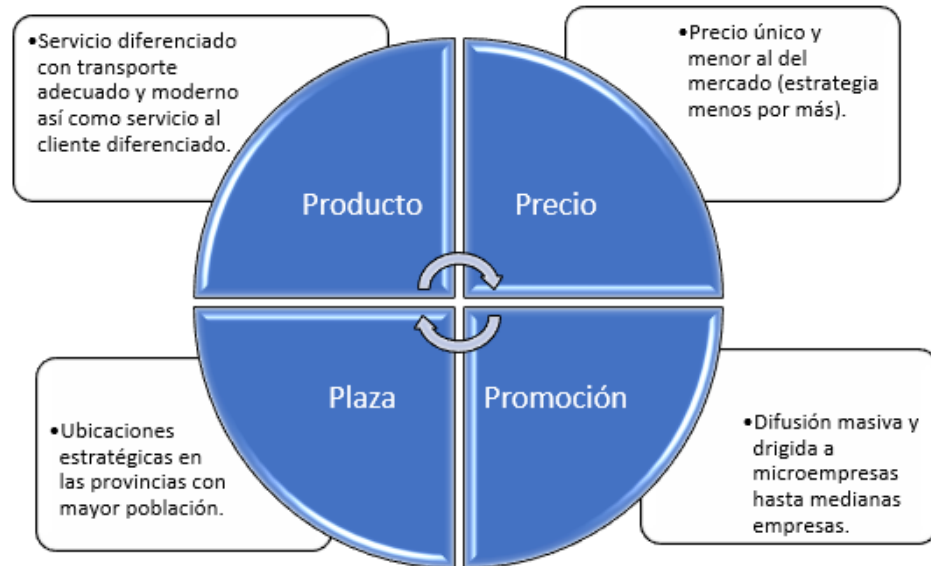 •Servicio diferenciado
con transporte
adecuado y moderno
así como servicio al
cliente diferenciado.
•Precio único y
menor al del
mercado (estrategia
menos por más).
Producto
Precio
Plaza
Promoción
•Ubicaciones
estratégicas en
las provincias con
mayor población.
•Difusión masiva y
drigida a
microempresas
hasta medianas
empresas.